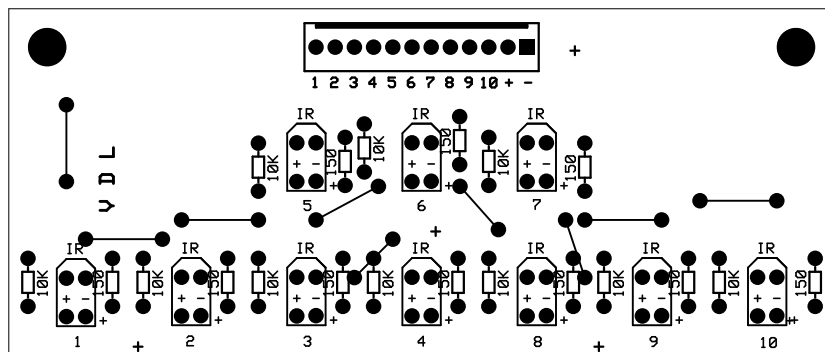 1 2 3 4 5 6 7 8 9 10 + -
+
IR IR IR
10K + - 150 10K + - 150 10K + - 150
+ + +
VDL
5 6 7
+
IR IR IR IR IR IR IR
10K + - 150 10K + - 150 10K + - 150 10K + - 150 10K + - 150 10K + - 150 10K + - 150
+ + + + + + ++
1 + 2 3 4 8 + 9 10